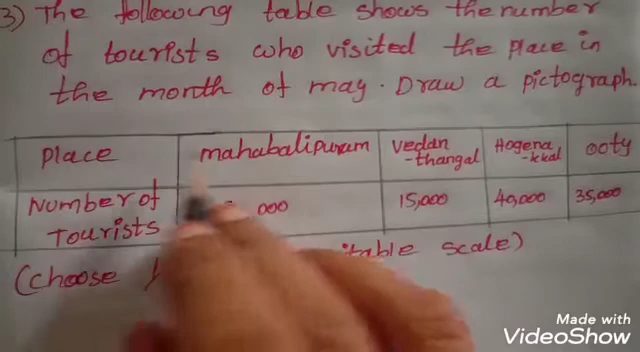 3) The following table shows the number
of tourists who visited the place in
the month of may. Draw a pictograph.
Place mahabalipuram Vedan -thangal Hogena -kkal ooty
Number of Tourists 000 15,000 40,000 35,000
(choose scale)
Made with
VideoShow